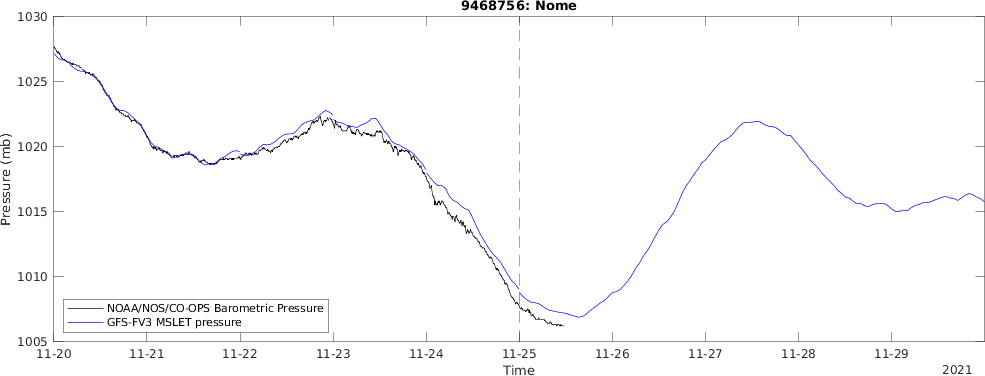 9468756: Nome
1030
1025
1020
1015
1010
1005
Pressure (mb)
NOAA/NOS/CO-OPS Barometric Pressure
GFS-FV3 MSLET pressure
11-20 11-21 11-22 11-23 11-24 11-25 11-26 11-27 11-28 11-29
Time
2021